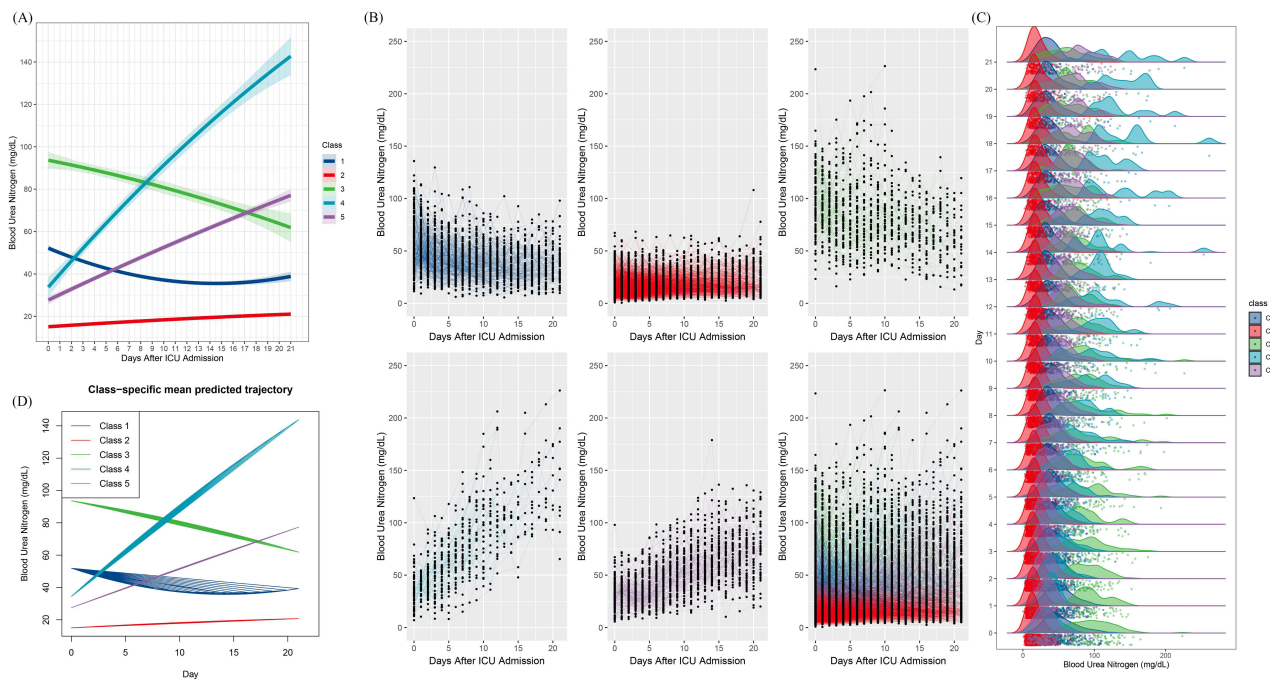 (A)
140
120
100
80
60
40
20
Blood Urea Nitrogen (mg/dL)
0 1 2 3 4 5 6 7 8 9 10 11 12 13 14 15 16 17 18 19 20 21
Days After ICU Admission
Class
1
2
3
4
5
(B)
250
200
150
100
50
0
Blood Urea Nitrogen (mg/dL)
0 5 10 15 20
Days After ICU Admission
250
200
150
100
50
0
Blood Urea Nitrogen (mg/dL)
0 5 10 15 20
Days After ICU Admission
250
200
150
100
50
0
Blood Urea Nitrogen (mg/dL)
0 5 10 15 20
Days After ICU Admission
250
200
150
100
50
0
Blood Urea Nitrogen (mg/dL)
0 5 10 15 20
Days After ICU Admission
250
200
150
100
50
0
Blood Urea Nitrogen (mg/dL)
0 5 10 15 20
Days After ICU Admission
250
200
150
100
50
0
Blood Urea Nitrogen (mg/dL)
0 5 10 15 20
Days After ICU Admission
(C)
21
20
19
18
17
16
15
14
13
12
11
10
9
8
7
6
5
4
3
2
1
0
Day
0 100 200
Blood Urea Nitrogen (mg/dL)
class
C
C
C
C
C
(D)
Class−specific mean predicted trajectory
Class 1
Class 2
Class 3
Class 4
Class 5
140
120
100
80
60
40
20
Blood Urea Nitrogen (mg/dL)
0 5 10 15 20
Day